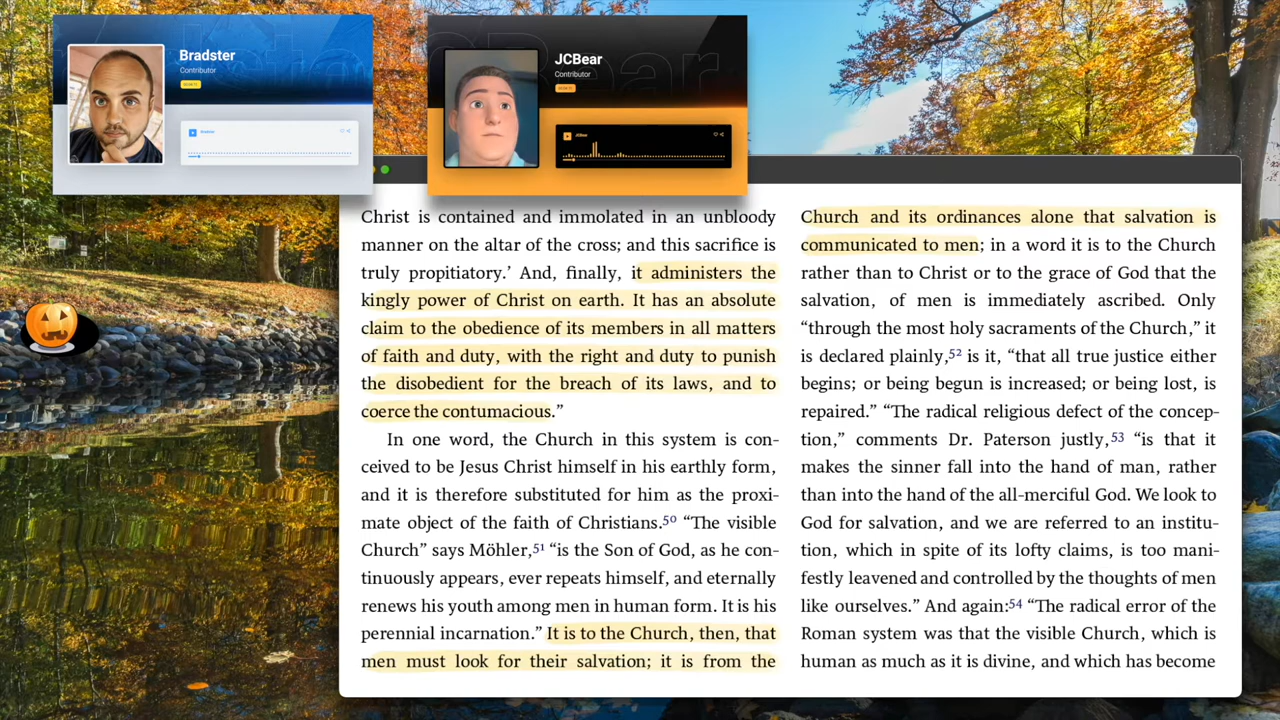 Bradster
Contributor
JCBear
Contributor
JCBear
Christ is contained and immolated in an unbloody
manner on the altar of the cross; and this sacrifice is
truly propitiatory.’ And, finally, it administers the
kingly power of Christ on earth. It has an absolute
claim to the obedience of its members in all matters
of faith and duty, with the right and duty to punish
the disobedient for the breach of its laws, and to
coerce the contumacious.”
In one word, the Church in this system is con-
ceived to be Jesus Christ himself in his earthly form,
and it is therefore substituted for him as the proxi-
mate object of the faith of Christians.50 “The visible
Church” says Möhler,51 “is the Son of God, as he con-
tinuously appears, ever repeats himself, and eternally
renews his youth among men in human form. It is his
perennial incarnation.” It is to the Church, then, that
men must look for their salvation; it is from the
Church and its ordinances alone that salvation is
communicated to men; in a word it is to the Church
rather than to Christ or to the grace of God that the
salvation, of men is immediately ascribed. Only
“through the most holy sacraments of the Church,” it
is declared plainly,52 is it, “that all true justice either
begins; or being begun is increased; or being lost, is
repaired.” “The radical religious defect of the concep-
tion,” comments Dr. Paterson justly,53 “is that it
makes the sinner fall into the hand of man, rather
than into the hand of the all-merciful God. We look to
God for salvation, and we are referred to an institu-
tion, which in spite of its lofty claims, is too mani-
festly leavened and controlled by the thoughts of men
like ourselves.” And again:54 “The radical error of the
Roman system was that the visible Church, which is
human as much as it is divine, and which has become